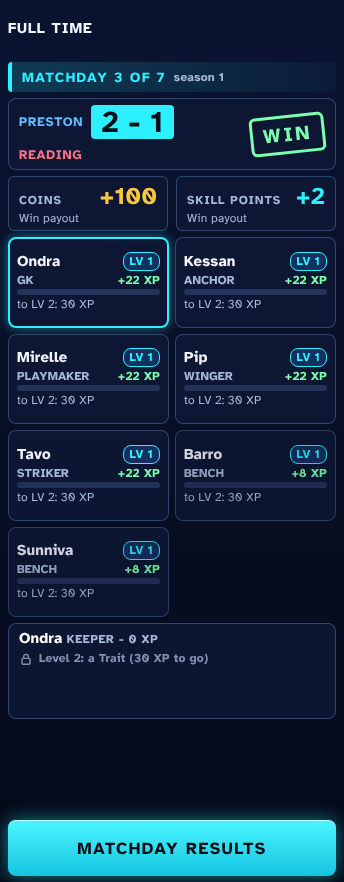 FULL TIME
MATCHDAY 3 OF 7 season 1
PRESTON 2 - 1
READING
WIN
COINS +100
Win payout
SKILL POINTS +2
Win payout
Ondra LV 1
GK +22 XP
to LV 2: 30 XP
Kessan LV 1
ANCHOR +22 XP
to LV 2: 30 XP
Mirelle LV 1
PLAYMAKER +22 XP
to LV 2: 30 XP
Pip LV 1
WINGER +22 XP
to LV 2: 30 XP
Tavo LV 1
STRIKER +22 XP
to LV 2: 30 XP
Barro LV 1
BENCH +8 XP
to LV 2: 30 XP
Sunniva LV 1
BENCH +8 XP
to LV 2: 30 XP
Ondra KEEPER - 0 XP
Level 2: a Trait (30 XP to go)
MATCHDAY RESULTS